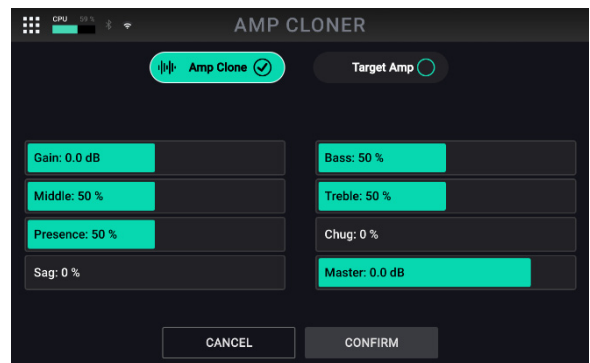 CPU 59 %
AMP CLONER
Amp Clone
Target Amp
Gain: 0.0 dB
Bass: 50 %
Middle: 50 %
Treble: 50 %
Presence: 50 %
Chug: 0 %
Sag: 0 %
Master: 0.0 dB
CANCEL
CONFIRM